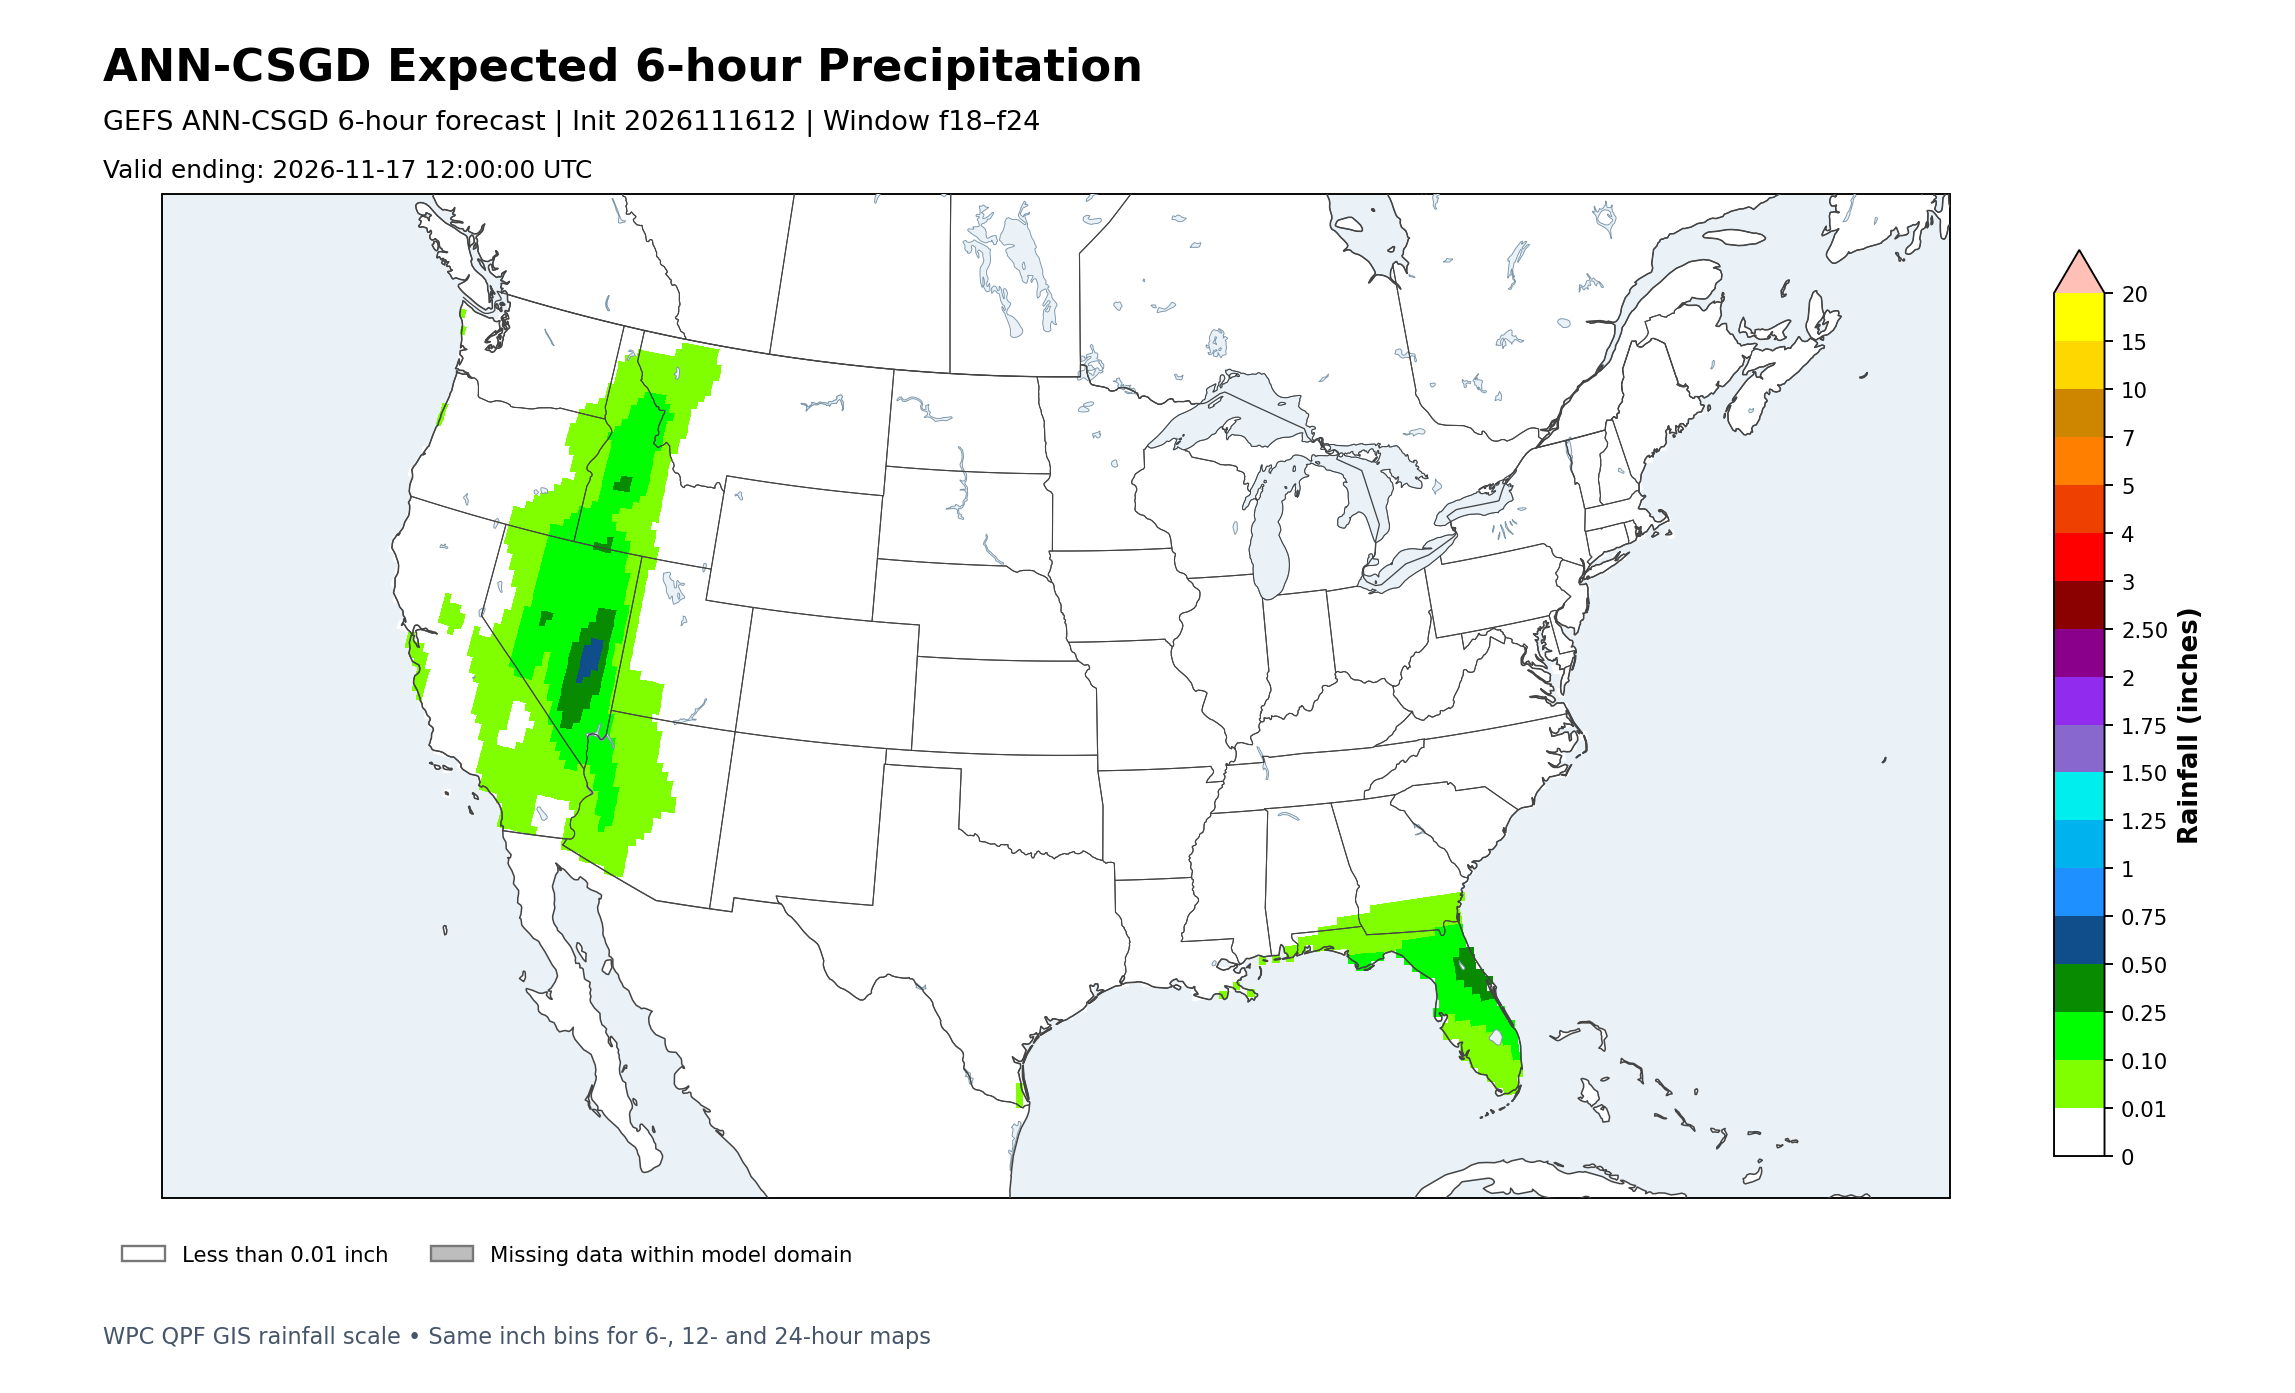 ANN-CSGD Expected 6-hour Precipitation
GEFS ANN-CSGD 6-hour forecast | Init 2026111612 | Window f18–f24
Valid ending: 2026-11-17 12:00:00 UTC
20
15
10
7
5
4
3
2.50
2
1.75
1.50
1.25
1
0.75
0.50
0.25
0.10
0.01
0
Rainfall (inches)
Less than 0.01 inch
Missing data within model domain
WPC QPF GIS rainfall scale • Same inch bins for 6-, 12- and 24-hour maps